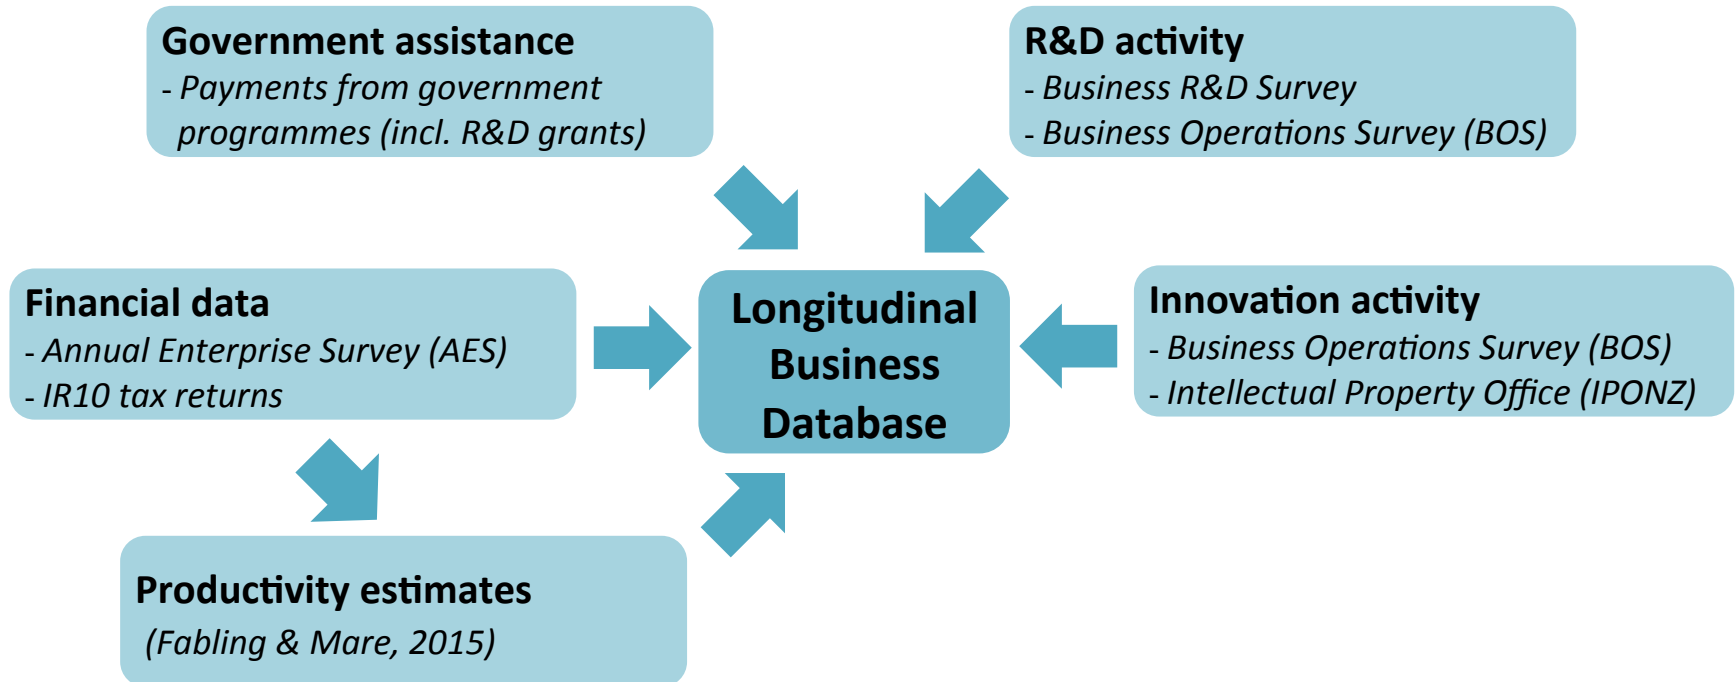 Government assistance
- Payments from government
programmes (incl. R&D grants)
R&D activity
- Business R&D Survey
- Business Operations Survey (BOS)
Financial data
- Annual Enterprise Survey (AES)
- IR10 tax returns
Longitudinal
Business
Database
Innovation activity
- Business Operations Survey (BOS)
- Intellectual Property Office (IPONZ)
Productivity estimates
(Fabling & Mare, 2015)